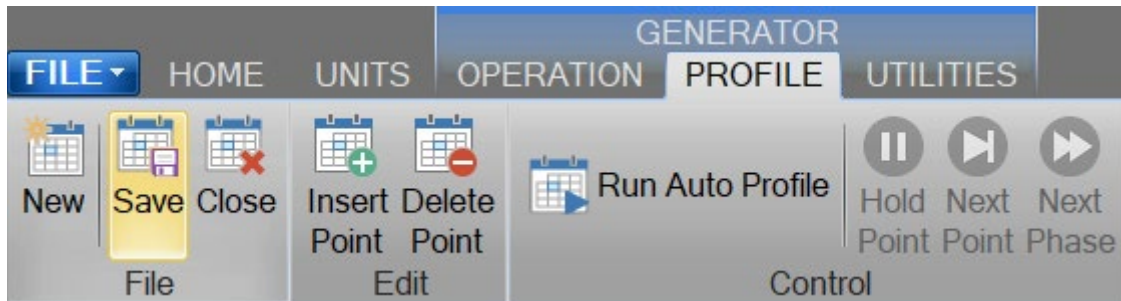 GENERATOR
FILE HOME UNITS OPERATION PROFILE UTILITIES
New Save Close Insert Point Delete Point Run Auto Profile Hold Point Next Point Next Phase
File Edit Control